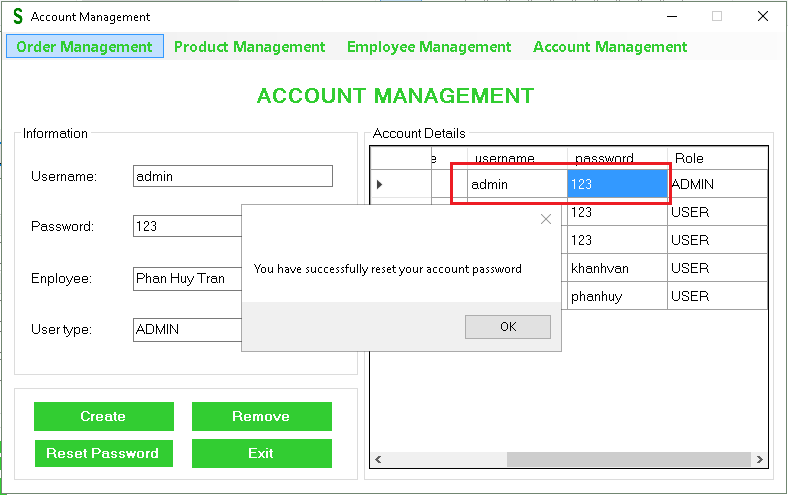 S Account Management
Order Management Product Management Employee Management Account Management
ACCOUNT MANAGEMENT
Information
Username: admin
Password: 123
Enployee: Phan Huy Tran
User type: ADMIN
Create Remove
Reset Password Exit
Account Details
e username password Role
admin 123 ADMIN
123 USER
123 USER
khanhvan USER
phanhuy USER
You have successfully reset your account password
OK